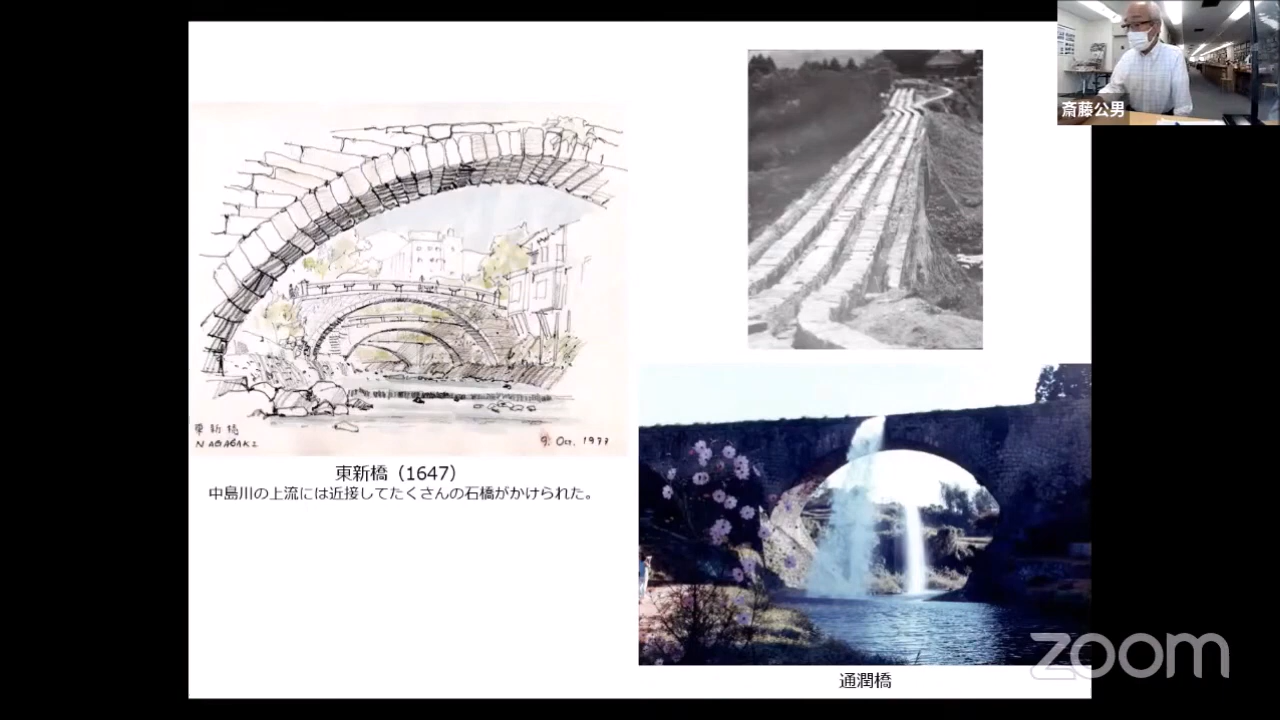 斎藤公男
東新橋
NAGASAKI
9. Oct. 1977
東新橋（1647）
中島川の上流には近接してたくさんの石橋がかけられた。
通潤橋
zoom